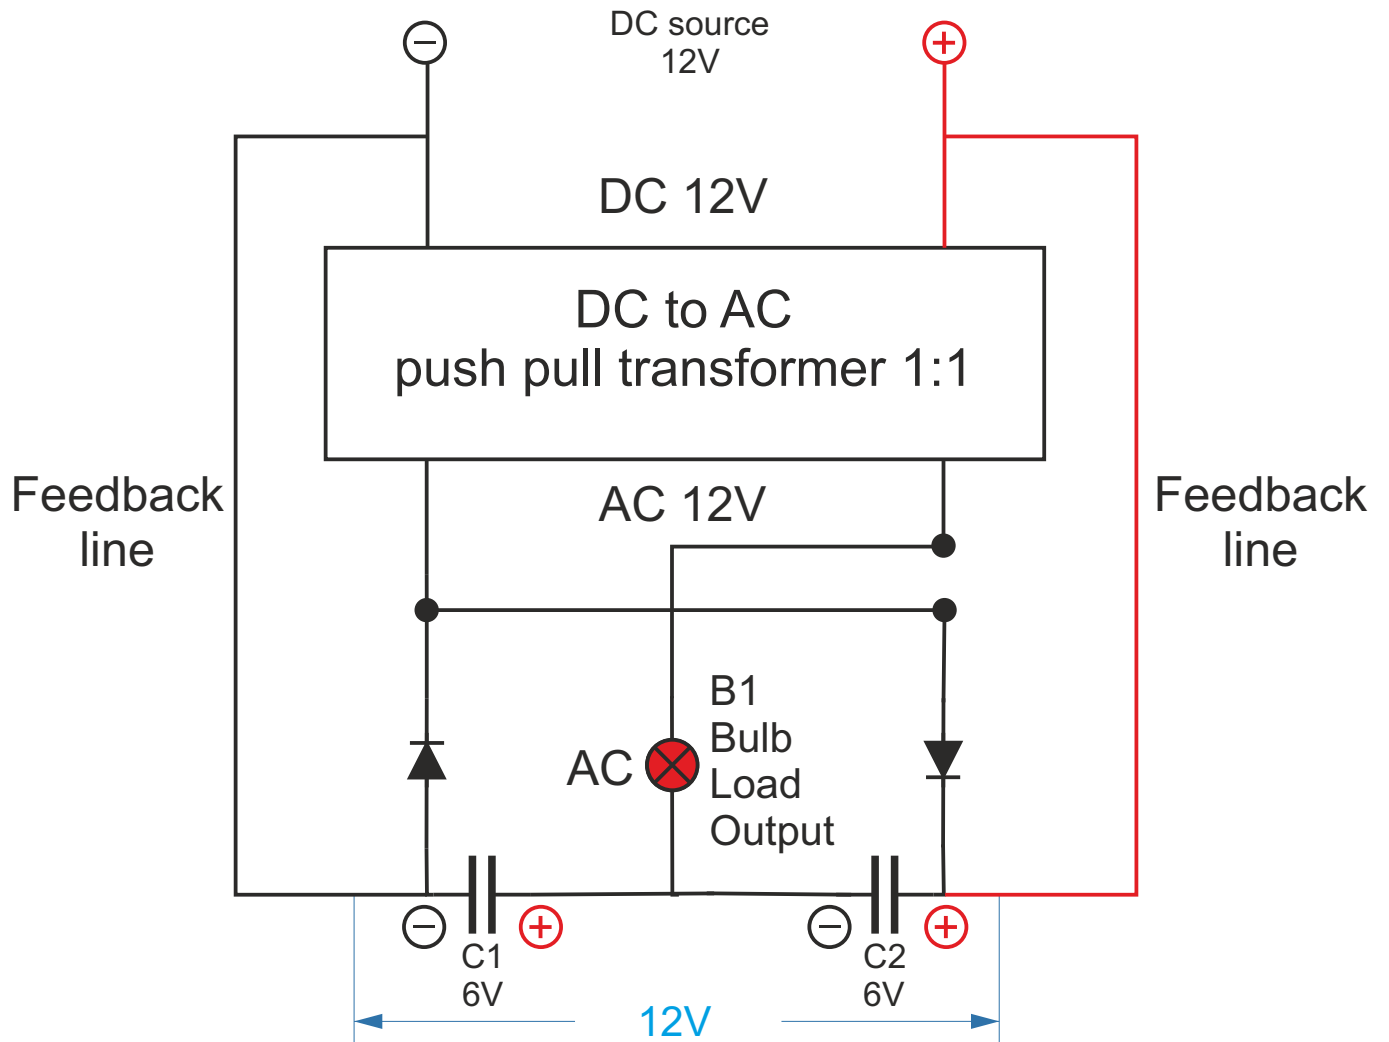 DC source
12V
DC 12V
DC to AC
push pull transformer 1:1
Feedback
line
AC 12V
Feedback
line
B1
Bulb
Load
Output
AC
C1
6V
C2
6V
12V